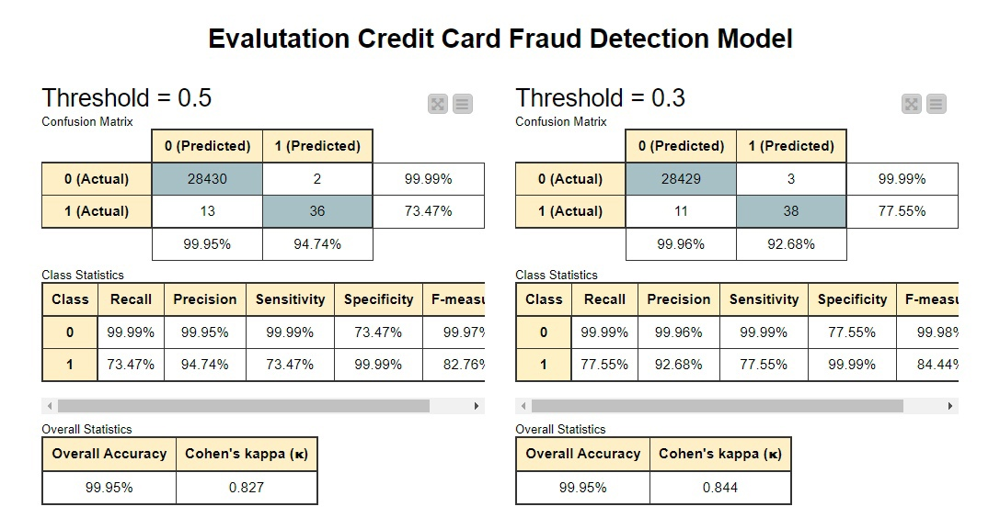 Evalutation Credit Card Fraud Detection Model
Threshold = 0.5
Confusion Matrix
0 (Predicted) 1 (Predicted)
0 (Actual) 28430 2 99.99%
1 (Actual) 13 36 73.47%
99.95% 94.74%
Class Statistics
Class Recall Precision Sensitivity Specificity F-measu
0 99.99% 99.95% 99.99% 73.47% 99.97%
1 73.47% 94.74% 73.47% 99.99% 82.76%
Overall Statistics
Overall Accuracy Cohen's kappa (κ)
99.95% 0.827
Threshold = 0.3
Confusion Matrix
0 (Predicted) 1 (Predicted)
0 (Actual) 28429 3 99.99%
1 (Actual) 11 38 77.55%
99.96% 92.68%
Class Statistics
Class Recall Precision Sensitivity Specificity F-measu
0 99.99% 99.96% 99.99% 77.55% 99.98%
1 77.55% 92.68% 77.55% 99.99% 84.44%
Overall Statistics
Overall Accuracy Cohen's kappa (κ)
99.95% 0.844